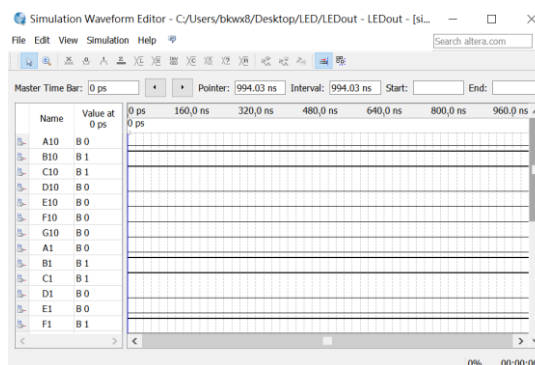 Simulation Waveform Editor - C:/Users/bkwx8/Desktop/LED/LEDout - LEDout - [si...
File Edit View Simulation Help
Search altera.com
Master Time Bar: 0 ps Pointer: 994.03 ns Interval: 994.03 ns Start: End:
Name Value at 0 ps
0 ps 160,0 ns 320,0 ns 480,0 ns 640,0 ns 800,0 ns 960.0 ns
0 ps
A10 B 0
B10 B 1
C10 B 1
D10 B 0
E10 B 0
F10 B 0
G10 B 0
A1 B 0
B1 B 1
C1 B 1
D1 B 0
E1 B 0
F1 B 1
0% 00:00:00